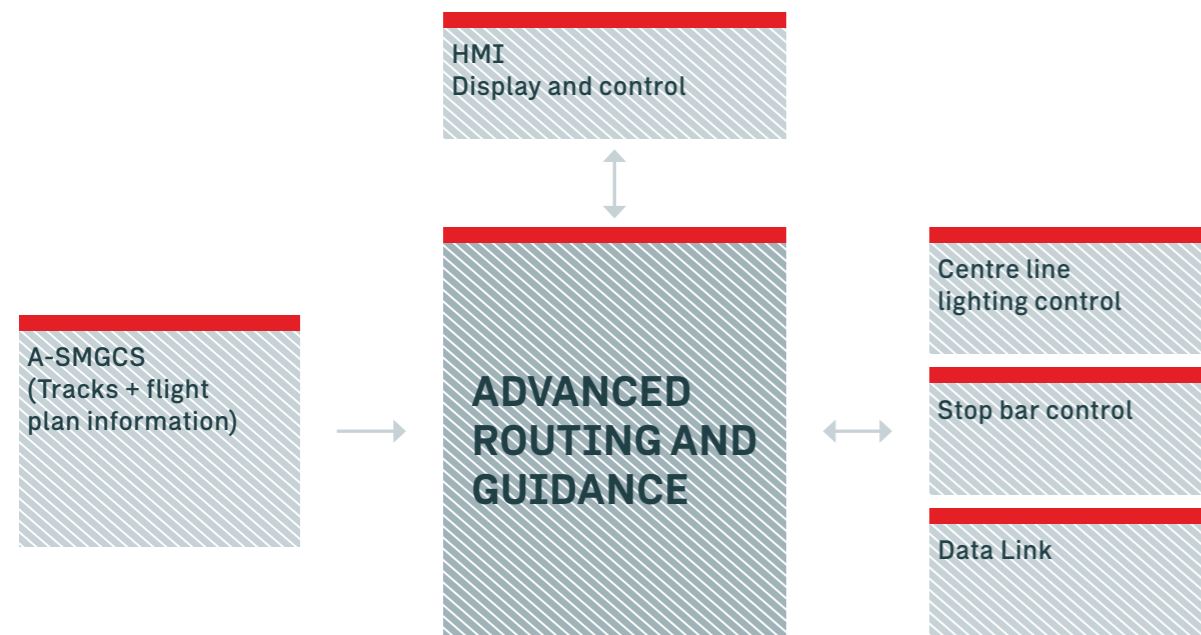 HMI
Display and control
A-SMGCS
(Tracks + flight
plan information)
ADVANCED
ROUTING AND
GUIDANCE
Centre line
lighting control
Stop bar control
Data Link